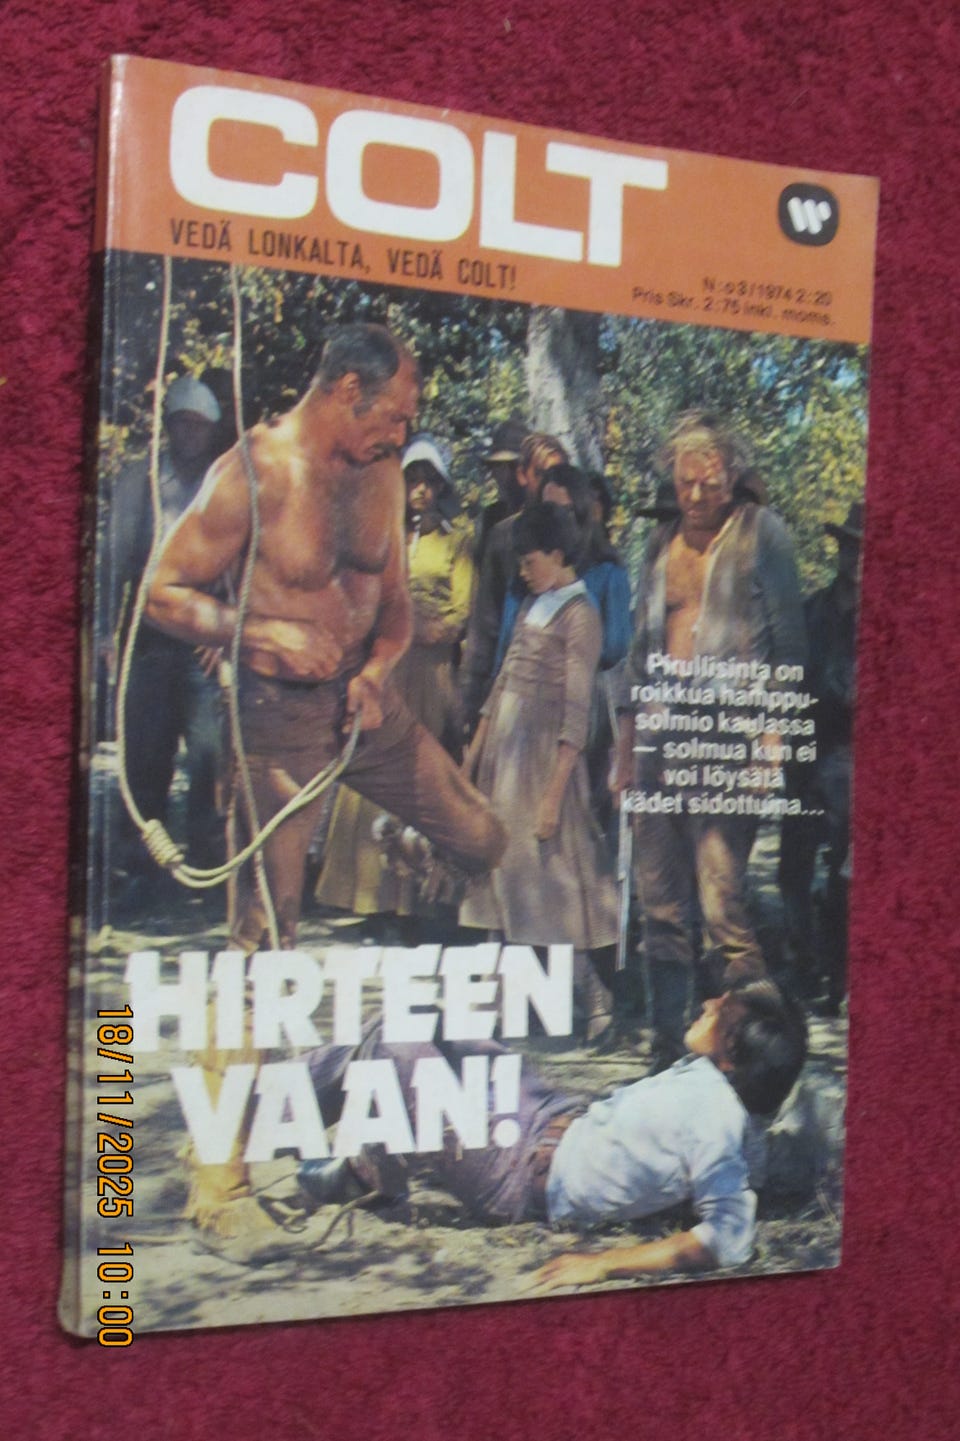 COLT
W
VEDÄ LONKALTA, VEDÄ COLT!
N:o 3/1974 2:20
Pris Skr. 2:75 inkl. moms.
Pirullisinta on
roikkua hamppu-
solmio kaulassa
— solmua kun ei
voi löysätä
kädet sidottuina...
HIRTEEN
VAAN!
18/11/2025 10:00